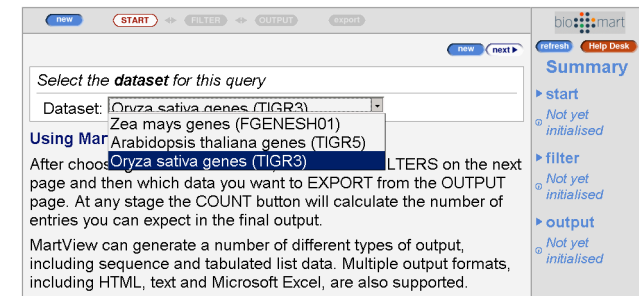 new START FILTER OUTPUT export
bio mart
new next
refresh Help Desk
Select the dataset for this query
Dataset: Oryza sativa genes (TIGR3)
Zea mays genes (FGENESH01)
Arabidopsis thaliana genes (TIGR5)
Oryza sativa genes (TIGR3)
Using Mar
After choos LTERS on the next
page and then which data you want to EXPORT from the OUTPUT
page. At any stage the COUNT button will calculate the number of
entries you can expect in the final output.
MartView can generate a number of different types of output,
including sequence and tabulated list data. Multiple output formats,
including HTML, text and Microsoft Excel, are also supported.
Summary
start
Not yet
initialised
filter
Not yet
initialised
output
Not yet
initialised